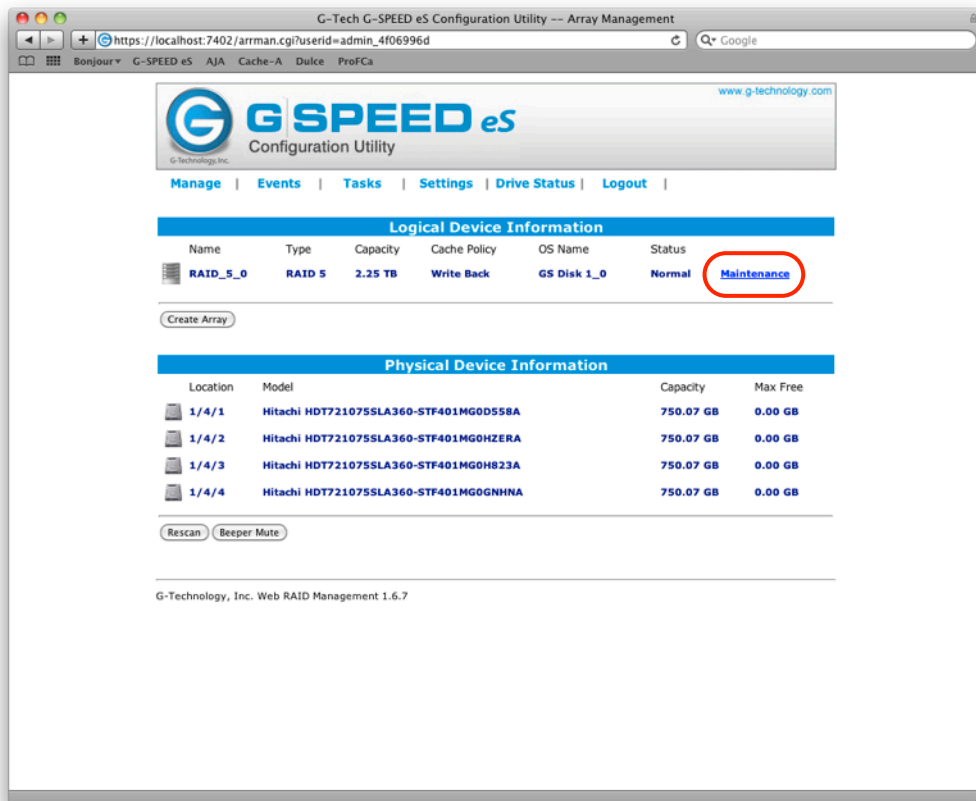 G-Tech G-SPEED eS Configuration Utility -- Array Management
https://localhost:7402/arrman.cgi?userid=admin_4f06996d
Google
Bonjour G-SPEED eS AJA Cache-A Dulce ProFCa
www.g-technology.com
G SPEED eS
Configuration Utility
G-Technology, Inc.
Manage | Events | Tasks | Settings | Drive Status | Logout |
Logical Device Information
Name Type Capacity Cache Policy OS Name Status
RAID_5_0 RAID 5 2.25 TB Write Back GS Disk 1_0 Normal Maintenance
Create Array
Physical Device Information
Location Model Capacity Max Free
1/4/1 Hitachi HDT721075SLA360-STF401MG0D558A 750.07 GB 0.00 GB
1/4/2 Hitachi HDT721075SLA360-STF401MG0HZERA 750.07 GB 0.00 GB
1/4/3 Hitachi HDT721075SLA360-STF401MG0H823A 750.07 GB 0.00 GB
1/4/4 Hitachi HDT721075SLA360-STF401MG0GNHNA 750.07 GB 0.00 GB
Rescan Beeper Mute
G-Technology, Inc. Web RAID Management 1.6.7